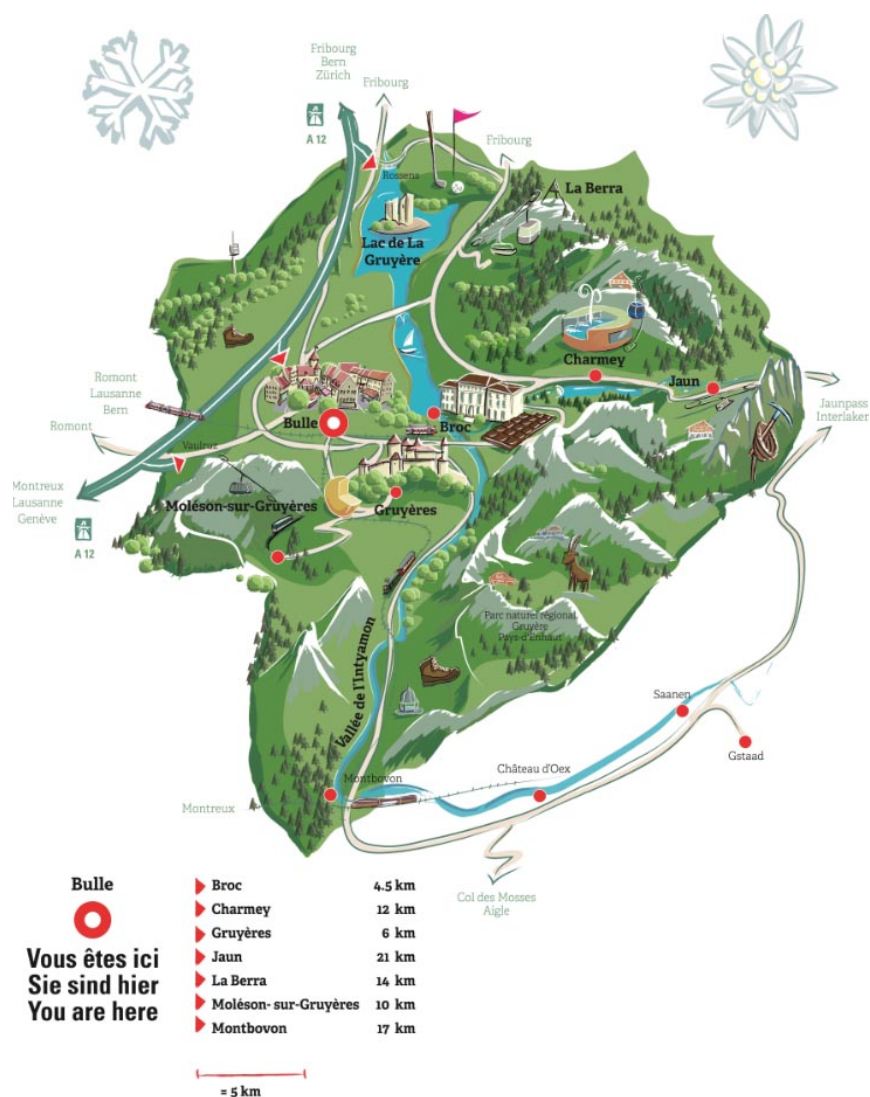 Fribourg
Bern
Zürich
Fribourg
A 12
Fribourg
Rossens
La Berra
Lac de La
Gruyère
Charmey
Jaun
Romont
Lausanne
Bern
Jaunpass
Interlaken
Romont
Vaulruz
Bulle
Broc
Montreux
Lausanne
Genève
A 12
Moléson-sur-Gruyères
Gruyères
Parc naturel régional
Gruyère
Pays-d'Enhaut
Vallée de l'Intyamon
Saanen
Gstaad
Château d'Oex
Montbovon
Montreux
Col des Mosses
Aigle
Bulle
Vous êtes ici
Sie sind hier
You are here
Broc 4.5 km
Charmey 12 km
Gruyères 6 km
Jaun 21 km
La Berra 14 km
Moléson- sur-Gruyères 10 km
Montbovon 17 km
= 5 km